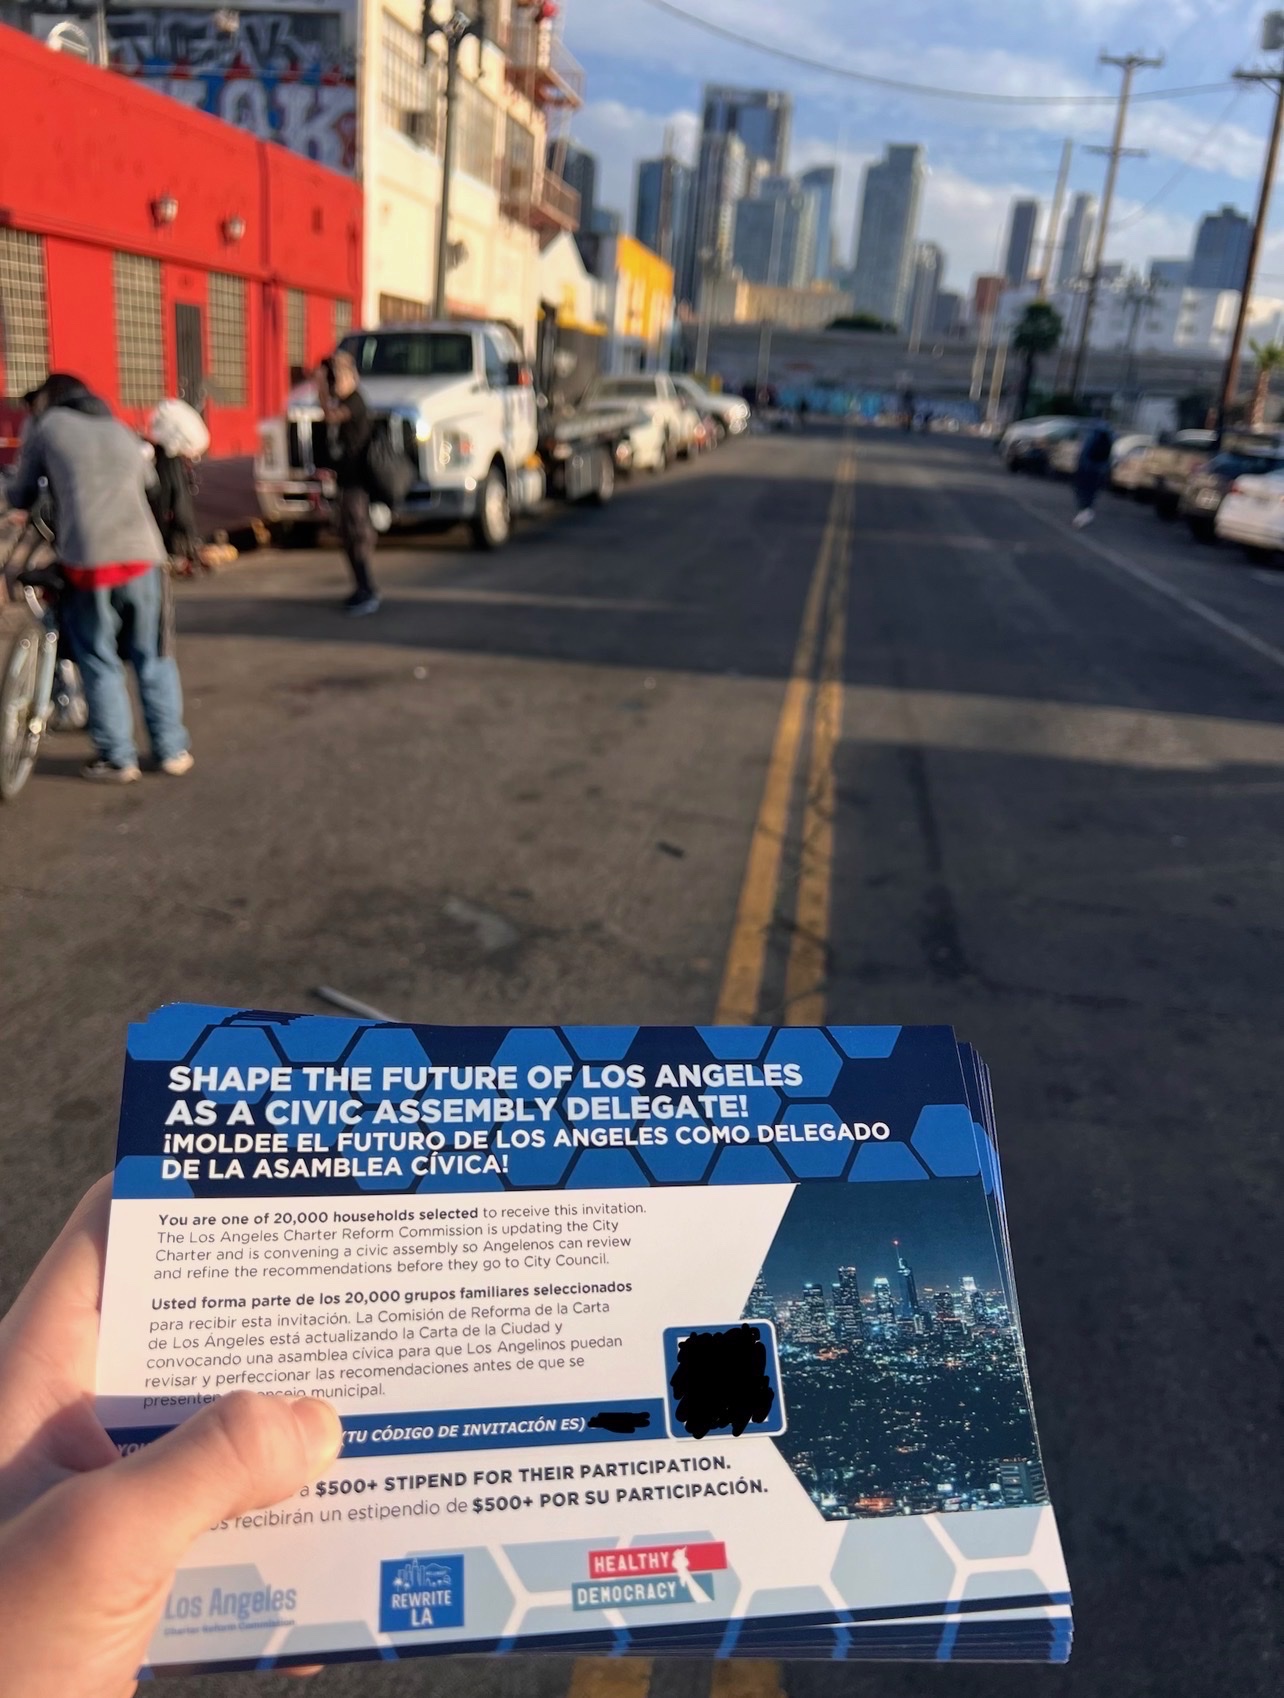 SHAPE THE FUTURE OF LOS ANGELES
AS A CIVIC ASSEMBLY DELEGATE!
¡MOLDEE EL FUTURO DE LOS ANGELES COMO DELEGADO
DE LA ASAMBLEA CÍVICA!
You are one of 20,000 households selected to receive this invitation.
The Los Angeles Charter Reform Commission is updating the City
Charter and is convening a civic assembly so Angelenos can review
and refine the recommendations before they go to City Council.
Usted forma parte de los 20,000 grupos familiares seleccionados
para recibir esta invitación. La Comisión de Reforma de la Carta
de Los Ángeles está actualizando la Carta de la Ciudad y
convocando una asamblea cívica para que Los Angelinos puedan
revisar y perfeccionar las recomendaciones antes de que se
municipal.
(TU CÓDIGO DE INVITACIÓN ES)
a $500+ STIPEND FOR THEIR PARTICIPATION.
recibirán un estipendio de $500+ POR SU PARTICIPACIÓN.
Los Angeles
Charter Reform Commission
REWRITE
LA
HEALTHY
DEMOCRACY